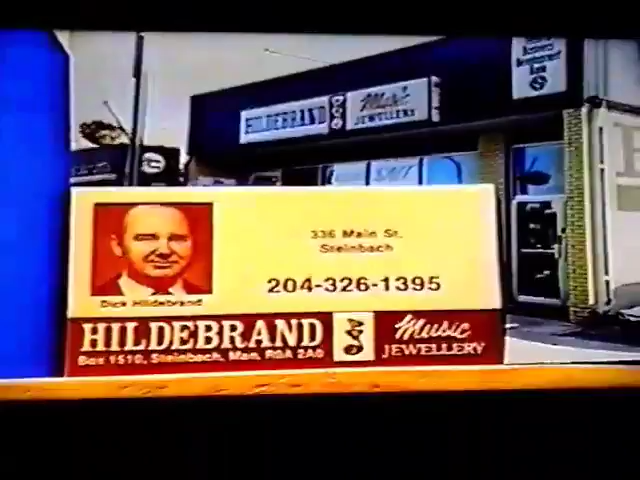 HILDEBRAND
Music
JEWELLERY
336 Main St.
Steinbach
204-326-1395
Dick Hildebrand
HILDEBRAND
Music
JEWELLERY
Box 1510, Steinbach, Man, R0A 2A0